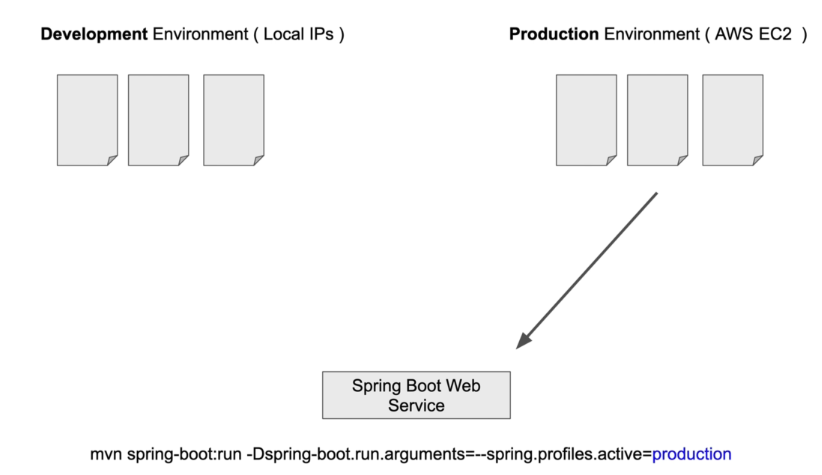 Development Environment ( Local IPs )
Production Environment ( AWS EC2 )
Spring Boot Web
Service
mvn spring-boot:run -Dspring-boot.run.arguments=--spring.profiles.active=production